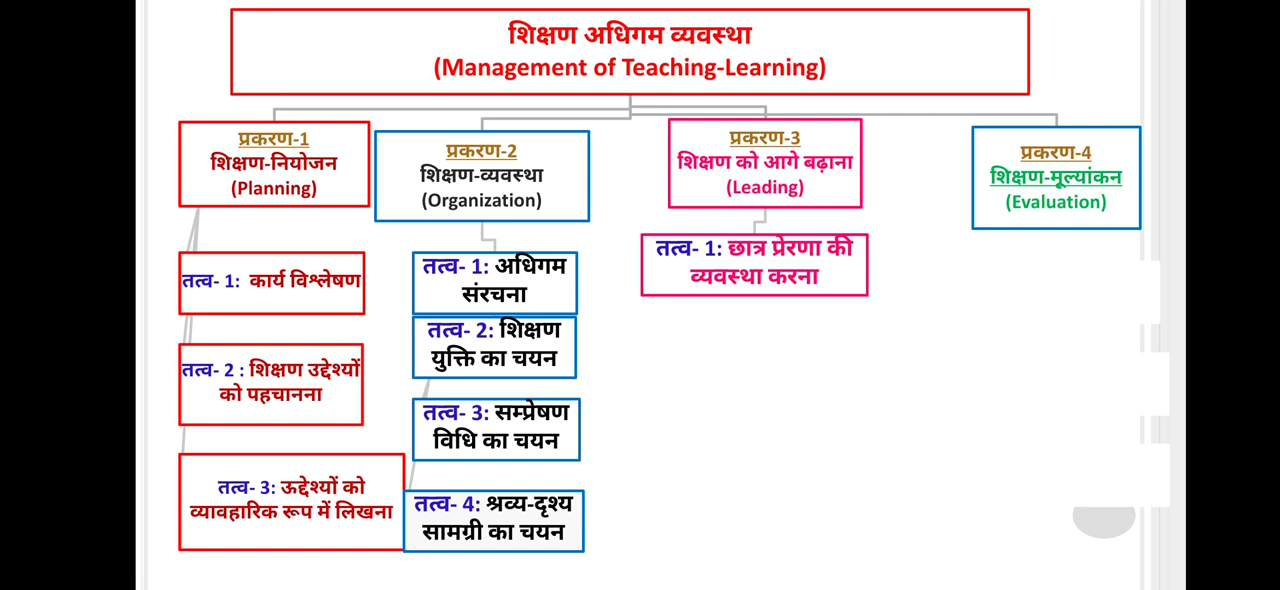 शिक्षण अधिगम व्यवस्था
(Management of Teaching-Learning)
प्रकरण-1
शिक्षण-नियोजन
(Planning)
तत्व- 1: कार्य विश्लेषण
तत्व- 2 : शिक्षण उद्देश्यों
को पहचानना
तत्व- 3: ऊद्देश्यों को
व्यावहारिक रूप में लिखना
प्रकरण-2
शिक्षण-व्यवस्था
(Organization)
तत्व- 1: अधिगम
संरचना
तत्व- 2: शिक्षण
युक्ति का चयन
तत्व- 3: सम्प्रेषण
विधि का चयन
तत्व- 4: श्रव्य-दृश्य
सामग्री का चयन
प्रकरण-3
शिक्षण को आगे बढ़ाना
(Leading)
तत्व- 1: छात्र प्रेरणा की
व्यवस्था करना
प्रकरण-4
शिक्षण-मूल्यांकन
(Evaluation)